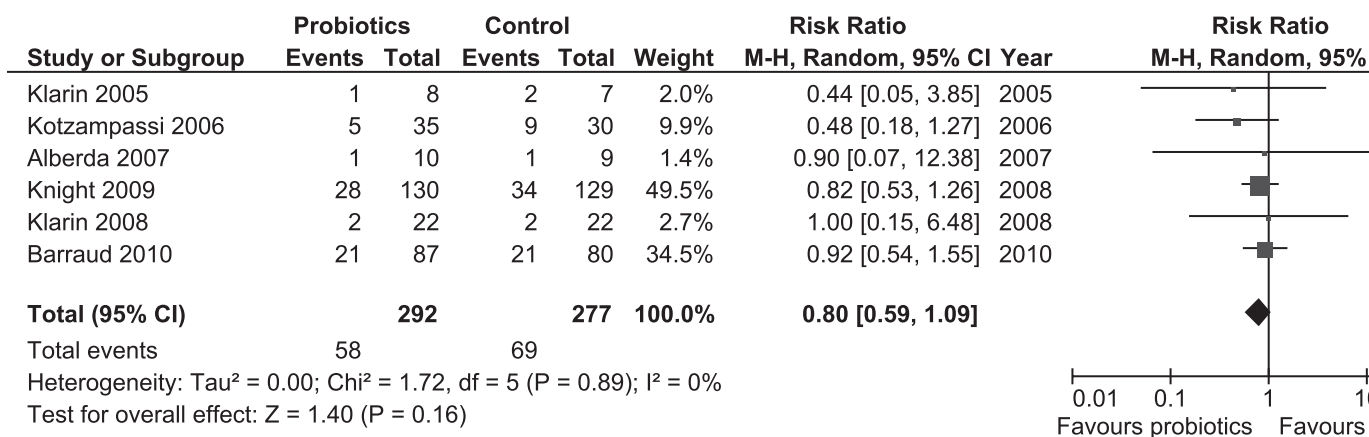 Probiotics Control Risk Ratio Risk Ratio
Study or Subgroup Events Total Events Total Weight M-H, Random, 95% CI Year M-H, Random, 95%
Klarin 2005 1 8 2 7 2.0% 0.44 [0.05, 3.85] 2005
Kotzampassi 2006 5 35 9 30 9.9% 0.48 [0.18, 1.27] 2006
Alberda 2007 1 10 1 9 1.4% 0.90 [0.07, 12.38] 2007
Knight 2009 28 130 34 129 49.5% 0.82 [0.53, 1.26] 2008
Klarin 2008 2 22 2 22 2.7% 1.00 [0.15, 6.48] 2008
Barraud 2010 21 87 21 80 34.5% 0.92 [0.54, 1.55] 2010
Total (95% CI) 292 277 100.0% 0.80 [0.59, 1.09]
Total events 58 69
Heterogeneity: Tau² = 0.00; Chi² = 1.72, df = 5 (P = 0.89); I² = 0%
Test for overall effect: Z = 1.40 (P = 0.16)
0.01 0.1 1
Favours probiotics Favours